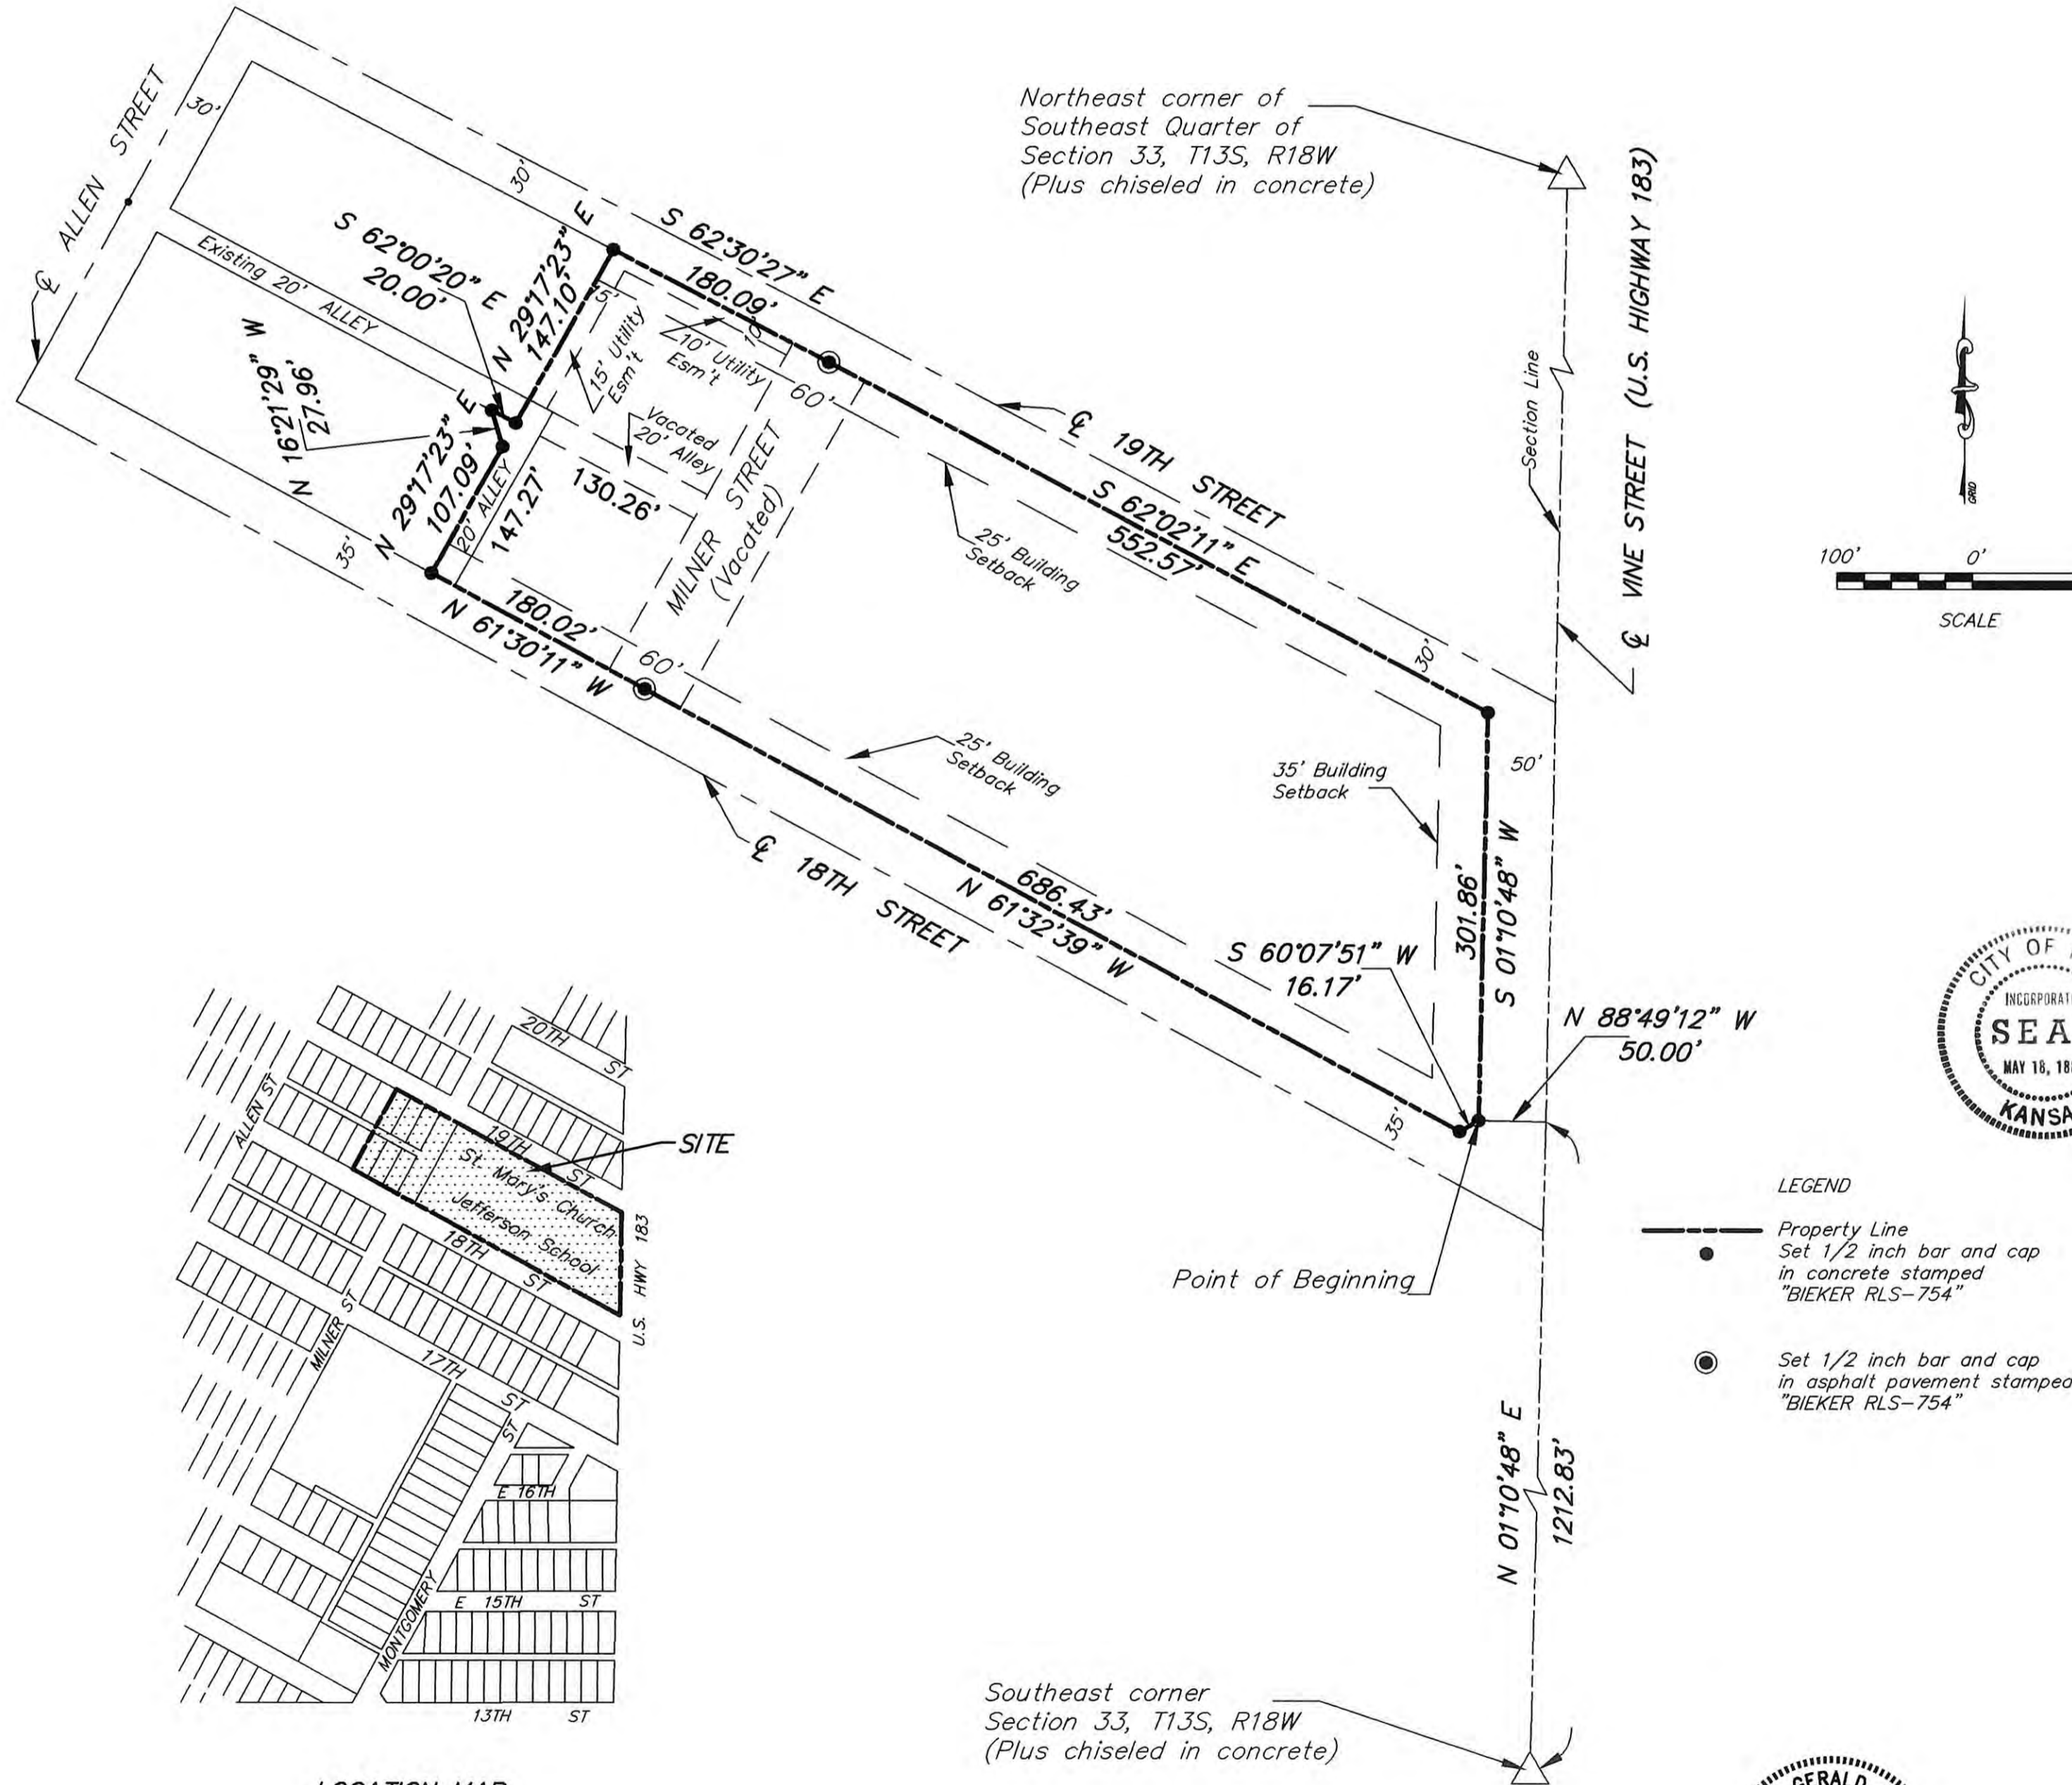 Northeast corner of
Southeast Quarter of
Section 33, T13S, R18W
(Plus chiseled in concrete)
℄ ALLEN STREET
30'
30'
Existing 20' ALLEY
S 62°00'20" E
20.00'
N 16°21'29" W
27.96'
N 29°17'23" E
147.10'
N 29°17'23" E
107.09'
20' ALLEY
147.27'
35'
S 62°30'27" E
180.09'
15'
15' Utility
Esm't
10'
10' Utility
Esm't
60'
Vacated
20' Alley
130.26'
MILNER STREET
(Vacated)
180.02'
N 61°30'11" W
60'
℄ 19TH STREET
S 62°02'11" E
552.57'
25' Building
Setback
30'
Section Line
℄ VINE STREET (U.S. HIGHWAY 183)
GRID
100'
0'
SCALE
25' Building
Setback
℄ 18TH STREET
686.43'
N 61°32'39" W
35' Building
Setback
50'
301.86'
S 01°10'48" W
S 60°07'51" W
16.17'
N 88°49'12" W
50.00'
35'
Point of Beginning
N 01°10'48" E
1212.83'
Southeast corner
Section 33, T13S, R18W
(Plus chiseled in concrete)
CITY OF
INCORPORAT
SEA
MAY 18, 18
KANSA
LEGEND
Property Line
Set 1/2 inch bar and cap
in concrete stamped
"BIEKER RLS-754"
Set 1/2 inch bar and cap
in asphalt pavement stamped
"BIEKER RLS-754"
20TH ST
ALLEN ST
19TH ST
SITE
St. Mary's Church
Jefferson School
18TH ST
U.S. HWY 183
MILNER ST
17TH ST
ST
E 16TH
MONTGOMERY
E 15TH ST
13TH ST
LOCATION MAP
GERALD